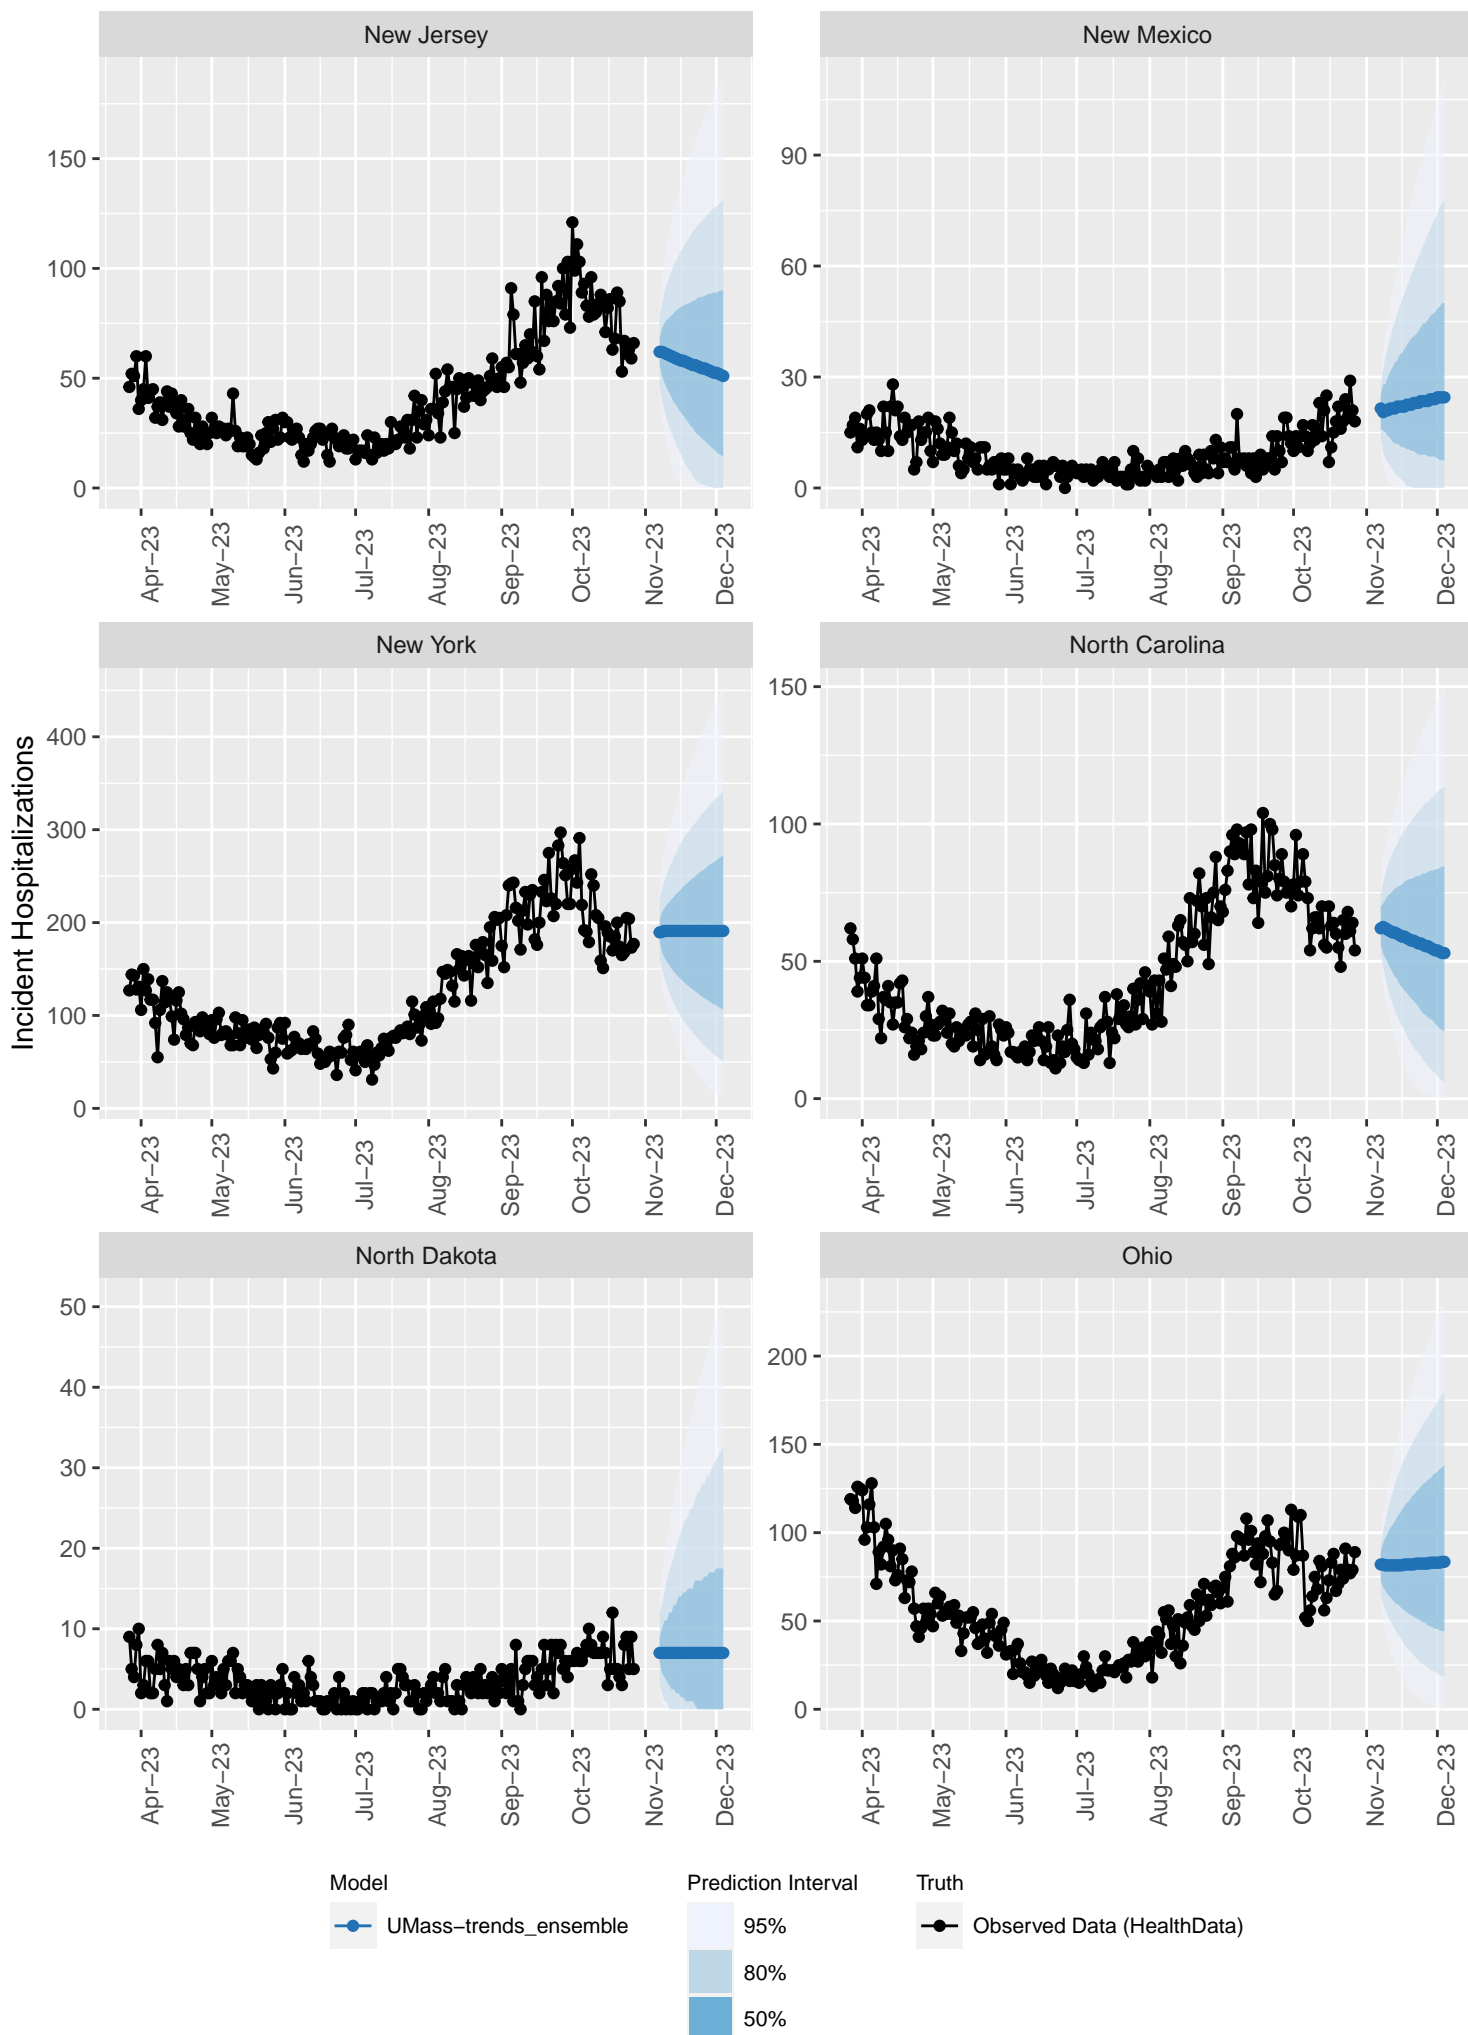 New Jersey
New Mexico
150
100
50
0
90
60
30
0
Apr−23
May−23
Jun−23
Jul−23
Aug−23
Sep−23
Oct−23
Nov−23
Dec−23
Apr−23
May−23
Jun−23
Jul−23
Aug−23
Sep−23
Oct−23
Nov−23
Dec−23
Incident Hospitalizations
New York
North Carolina
400
300
200
100
0
150
100
50
0
Apr−23
May−23
Jun−23
Jul−23
Aug−23
Sep−23
Oct−23
Nov−23
Dec−23
Apr−23
May−23
Jun−23
Jul−23
Aug−23
Sep−23
Oct−23
Nov−23
Dec−23
North Dakota
Ohio
50
40
30
20
10
0
200
150
100
50
0
Apr−23
May−23
Jun−23
Jul−23
Aug−23
Sep−23
Oct−23
Nov−23
Dec−23
Apr−23
May−23
Jun−23
Jul−23
Aug−23
Sep−23
Oct−23
Nov−23
Dec−23
Model
UMass−trends_ensemble
Prediction Interval
95%
80%
50%
Truth
Observed Data (HealthData)